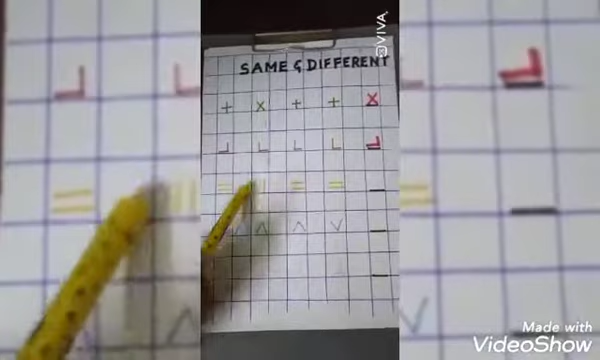 SAME & DIFFERENT
+ × + + ×
VIVA
Made with
VideoShow